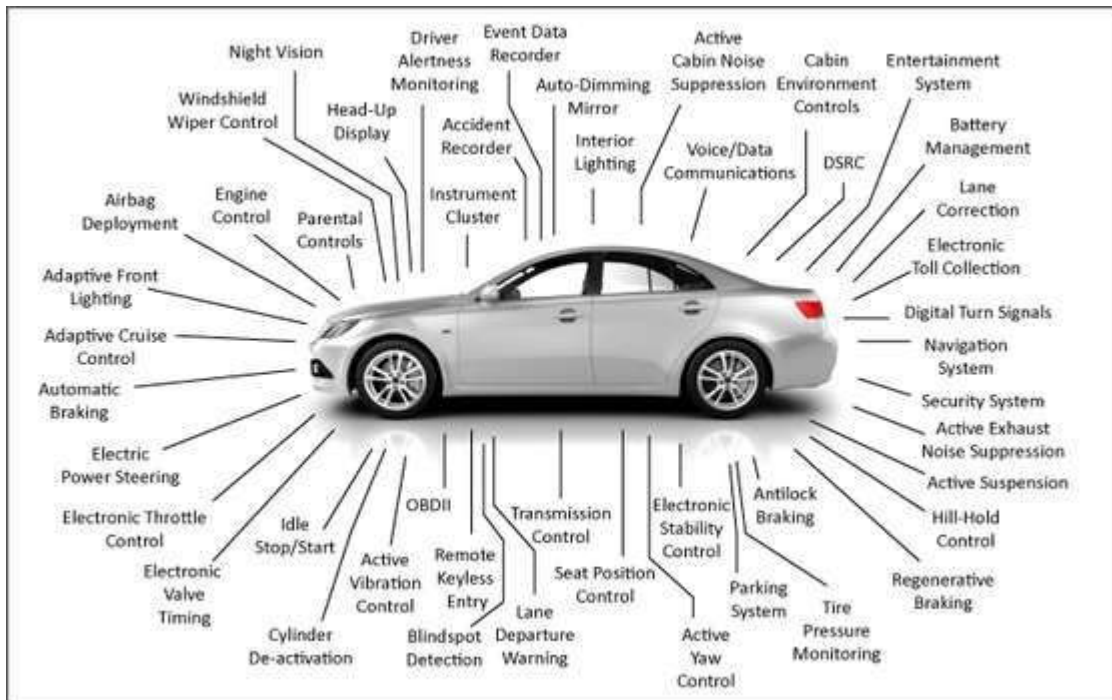 Night Vision
Driver
Alertness
Monitoring
Event Data
Recorder
Active
Cabin Noise
Suppression
Cabin
Environment
Controls
Entertainment
System
Windshield
Wiper Control
Head-Up
Display
Accident
Recorder
Auto-Dimming
Mirror
Interior
Lighting
Voice/Data
Communications
DSRC
Battery
Management
Airbag
Deployment
Engine
Control
Parental
Controls
Instrument
Cluster
Lane
Correction
Electronic
Toll Collection
Adaptive Front
Lighting
Digital Turn Signals
Adaptive Cruise
Control
Navigation
System
Automatic
Braking
Security System
Electric
Power Steering
Active Exhaust
Noise Suppression
Active Suspension
Electronic Throttle
Control
Idle
Stop/Start
OBDII
Transmission
Control
Electronic
Stability
Control
Antilock
Braking
Hill-Hold
Control
Electronic
Valve
Timing
Active
Vibration
Control
Remote
Keyless
Entry
Seat Position
Control
Parking
System
Regenerative
Braking
Cylinder
De-activation
Blindspot
Detection
Lane
Departure
Warning
Active
Yaw
Control
Tire
Pressure
Monitoring